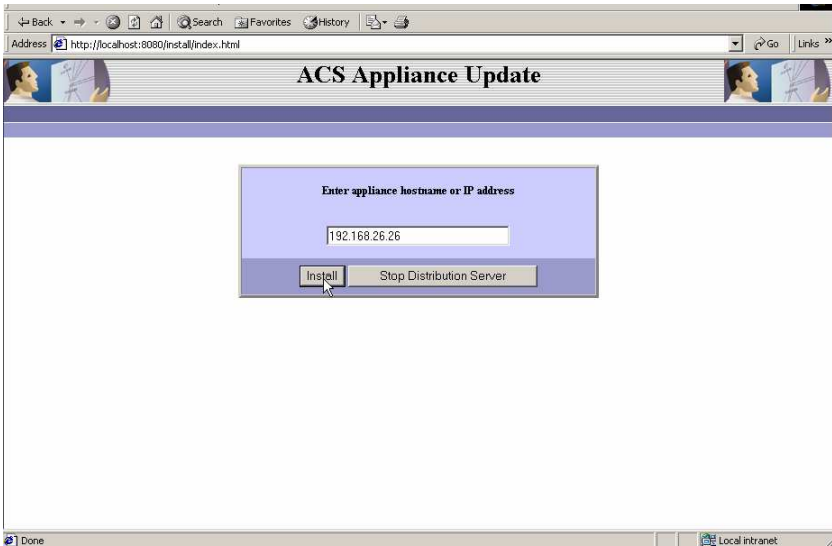 Back Search Favorites History
Address http://localhost:8080/install/index.html Go Links »
ACS Appliance Update
Enter appliance hostname or IP address
192.168.26.26
Install Stop Distribution Server
Done Local intranet